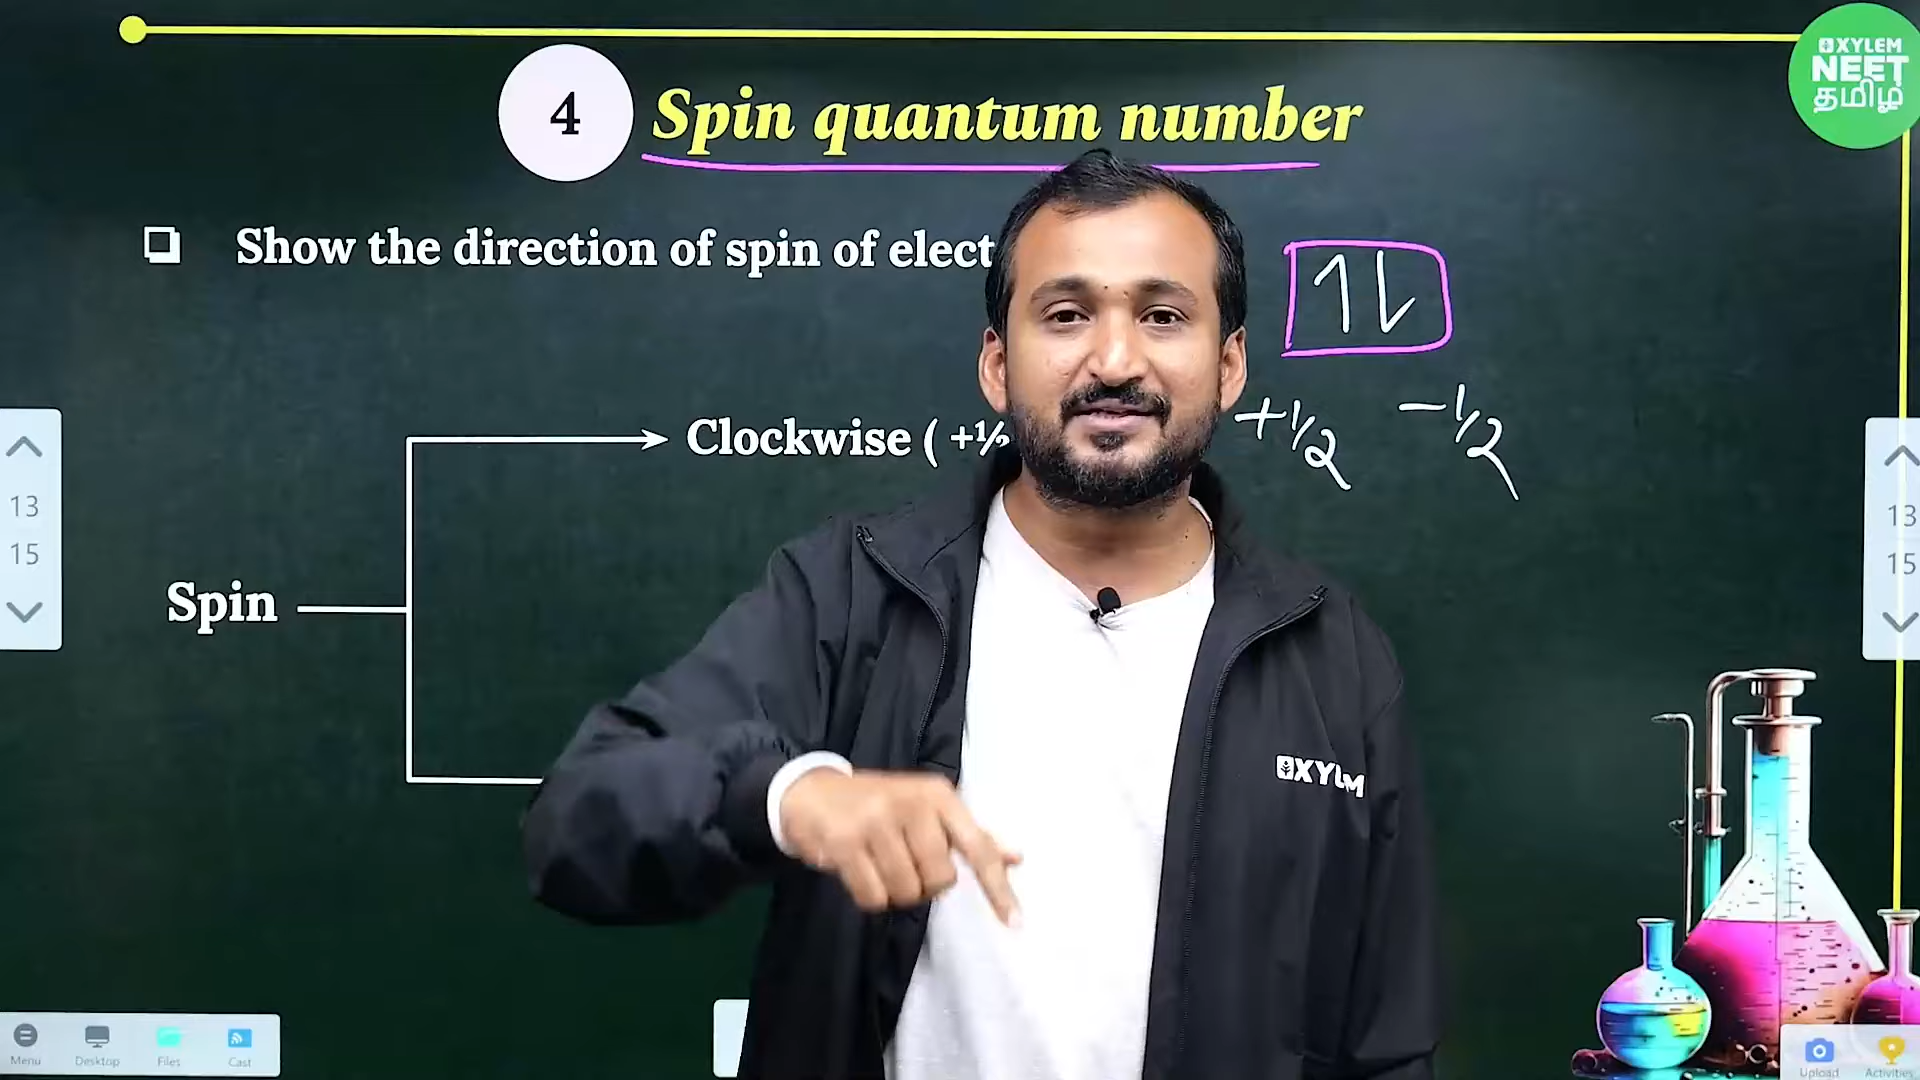 4 Spin quantum number
XYLEM
NEET
தமிழ்
Show the direction of spin of elect
↿⇂
Clockwise ( +½
+1/2 -1/2
13
15
13
15
Spin
XYLEM
Menu
Desktop
Files
Cast
Upload
Activities